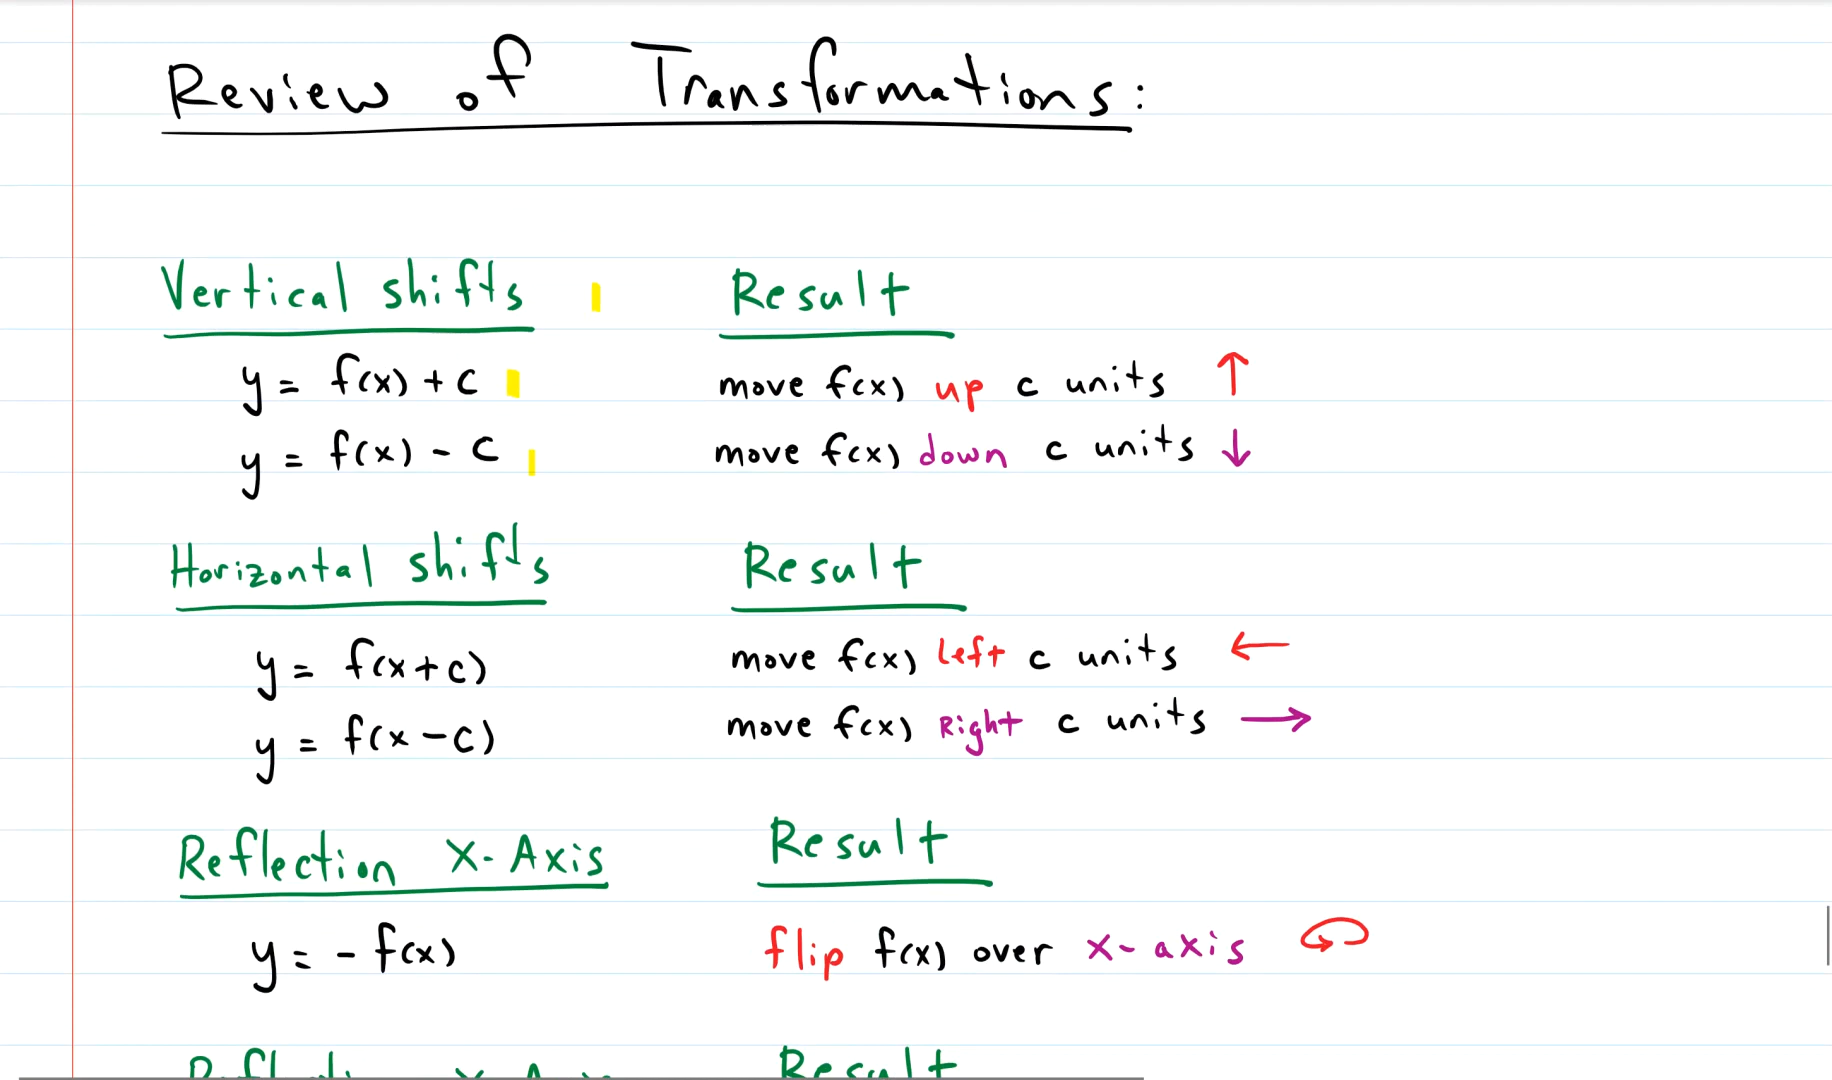 Review of Transformations:
Vertical shifts Result
y = f(x) + c move f(x) up c units ↑
y = f(x) - c move f(x) down c units ↓
Horizontal shifts Result
y = f(x+c) move f(x) left c units ←
y = f(x-c) move f(x) Right c units →
Reflection X-Axis Result
y = - f(x) flip f(x) over x-axis
Result